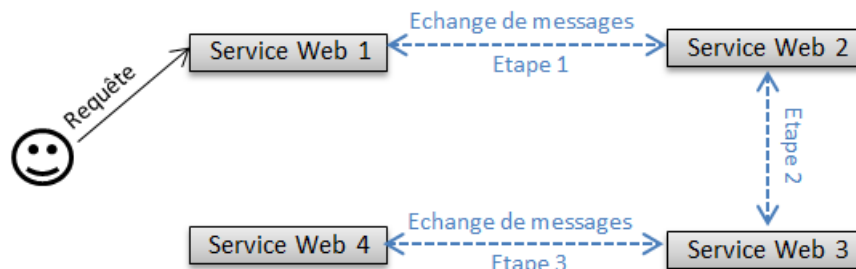 Requête
Service Web 1
Echange de messages
Etape 1
Service Web 2
Etape 2
Service Web 4
Echange de messages
Etape 3
Service Web 3